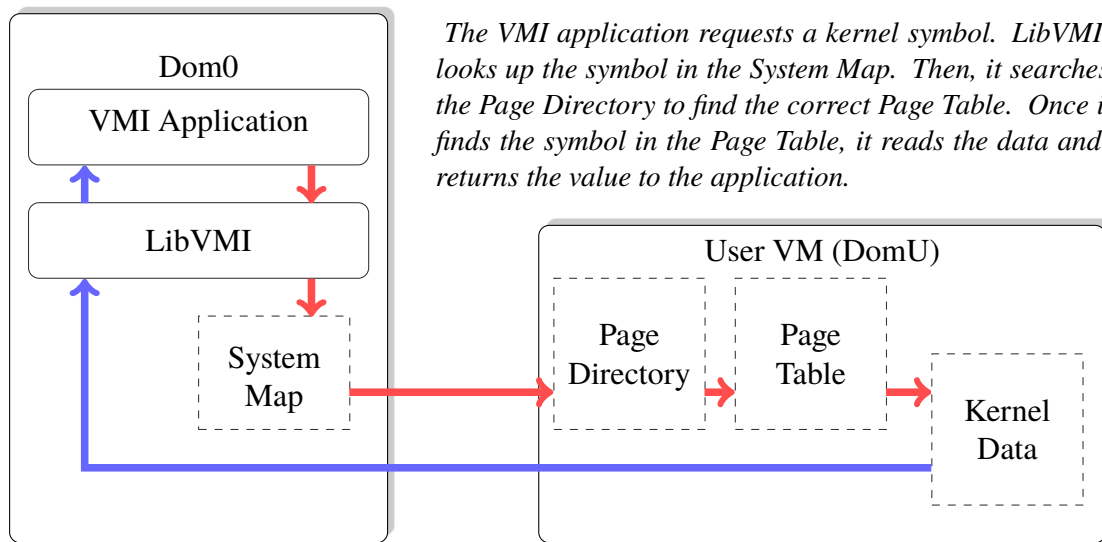 The VMI application requests a kernel symbol. LibVMI
looks up the symbol in the System Map. Then, it searches
the Page Directory to find the correct Page Table. Once i
finds the symbol in the Page Table, it reads the data and
returns the value to the application.
Dom0
VMI Application
LibVMI
System
Map
User VM (DomU)
Page
Directory
Page
Table
Kernel
Data